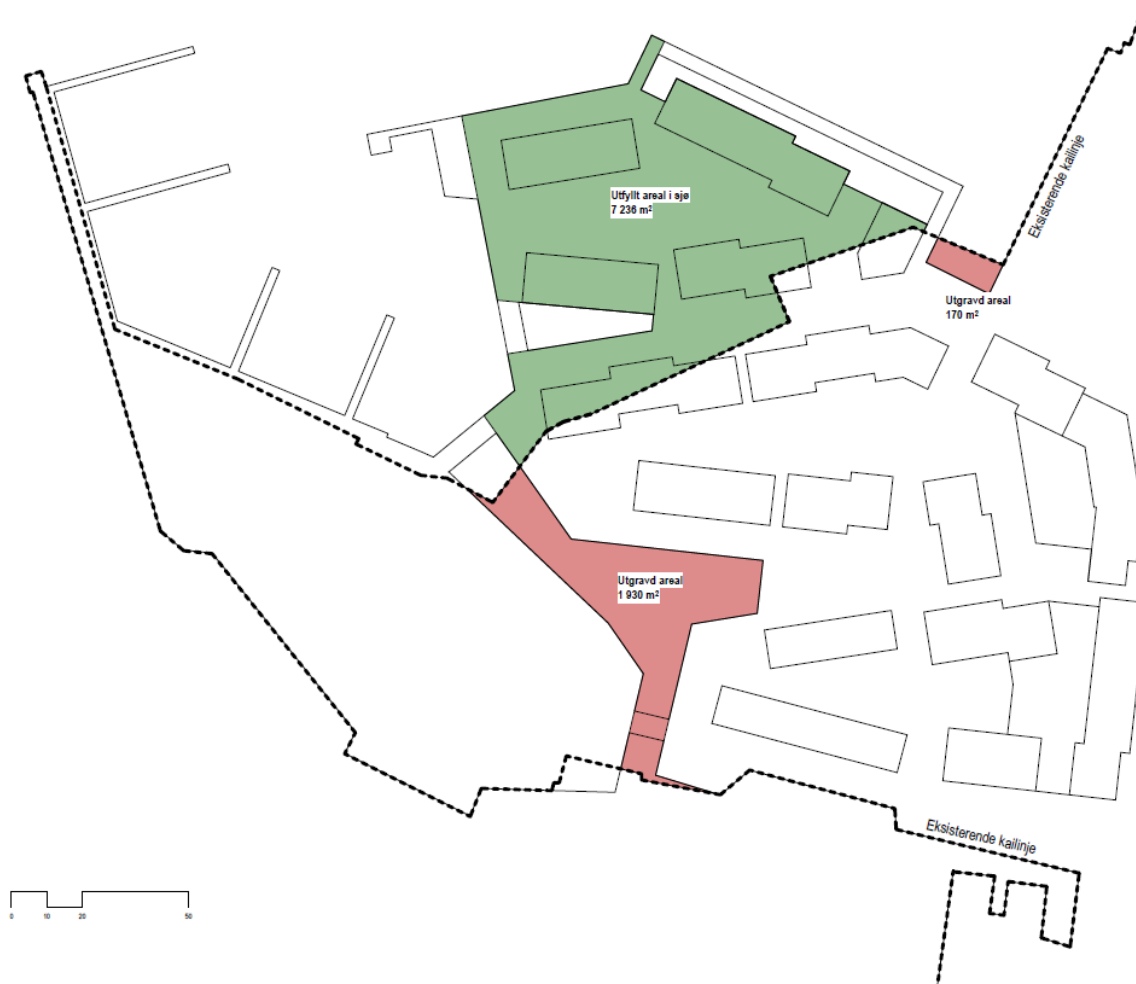 Eksisterende kailinje
Utfyllt areal i sjø
7 236 m²
Utgravd areal
170 m²
Utgravd areal
1 930 m²
Eksisterende kailinje
0 10 20 50